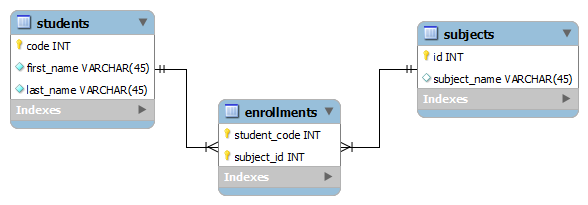 students
code INT
first_name VARCHAR(45)
last_name VARCHAR(45)
Indexes
enrollments
student_code INT
subject_id INT
Indexes
subjects
id INT
subject_name VARCHAR(45)
Indexes